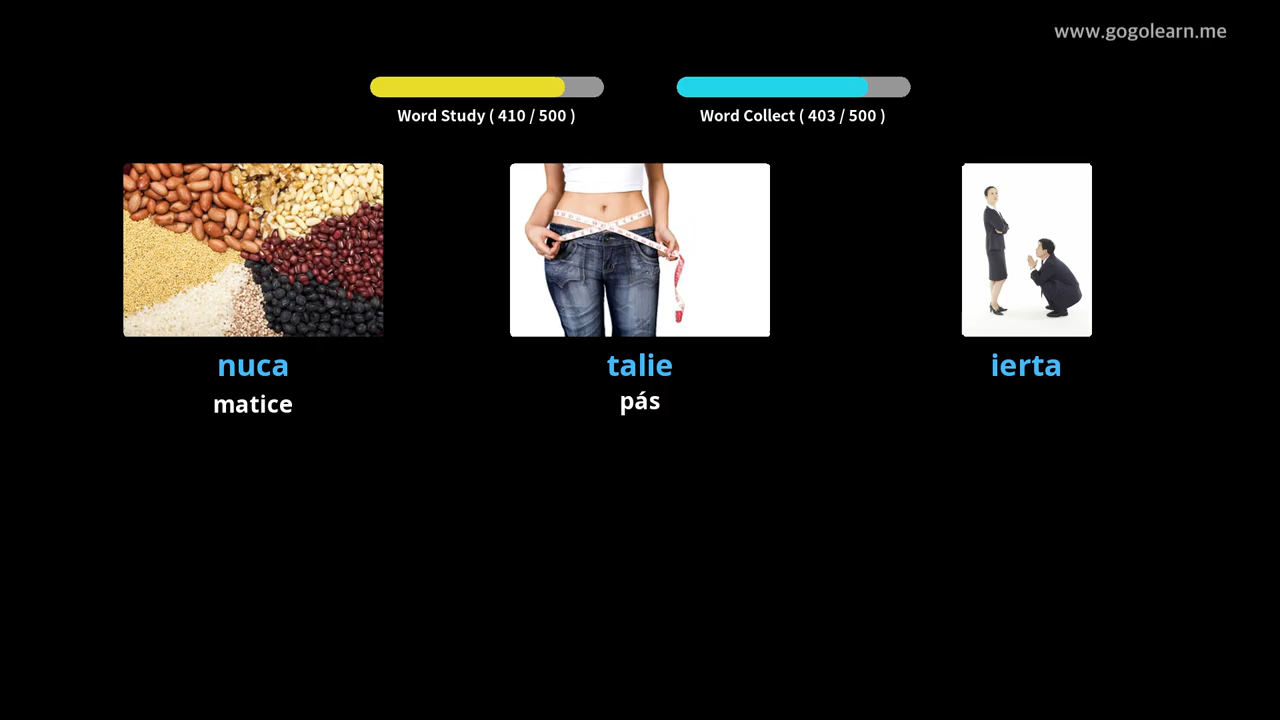 www.gogolearn.me
Word Study ( 410 / 500 )
Word Collect ( 403 / 500 )
nuca
talie
ierta
matice
pás